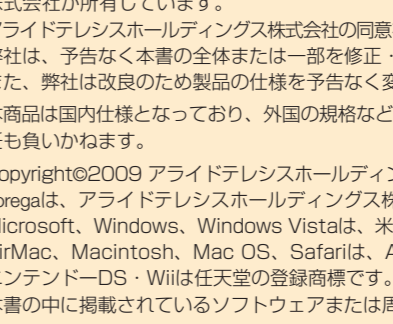 株式会社が所有しています。
アライドテレシスホールディングス株式会社の同意
弊社は、予告なく本書の全体または一部を修正・
また、弊社は改良のため製品の仕様を予告なく変
本商品は国内仕様となっており、外国の規格など
任も負いかねます。
opyright©2009 アライドテレシスホールディン
oregaは、アライドテレシスホールディングス株
icrosoft、Windows、Windows Vistaは、米
irMac、Macintosh、Mac OS、Safariは、A
ニンテンドーDS・Wiiは任天堂の登録商標です。
本書の中に掲載されているソフトウェアまたは周